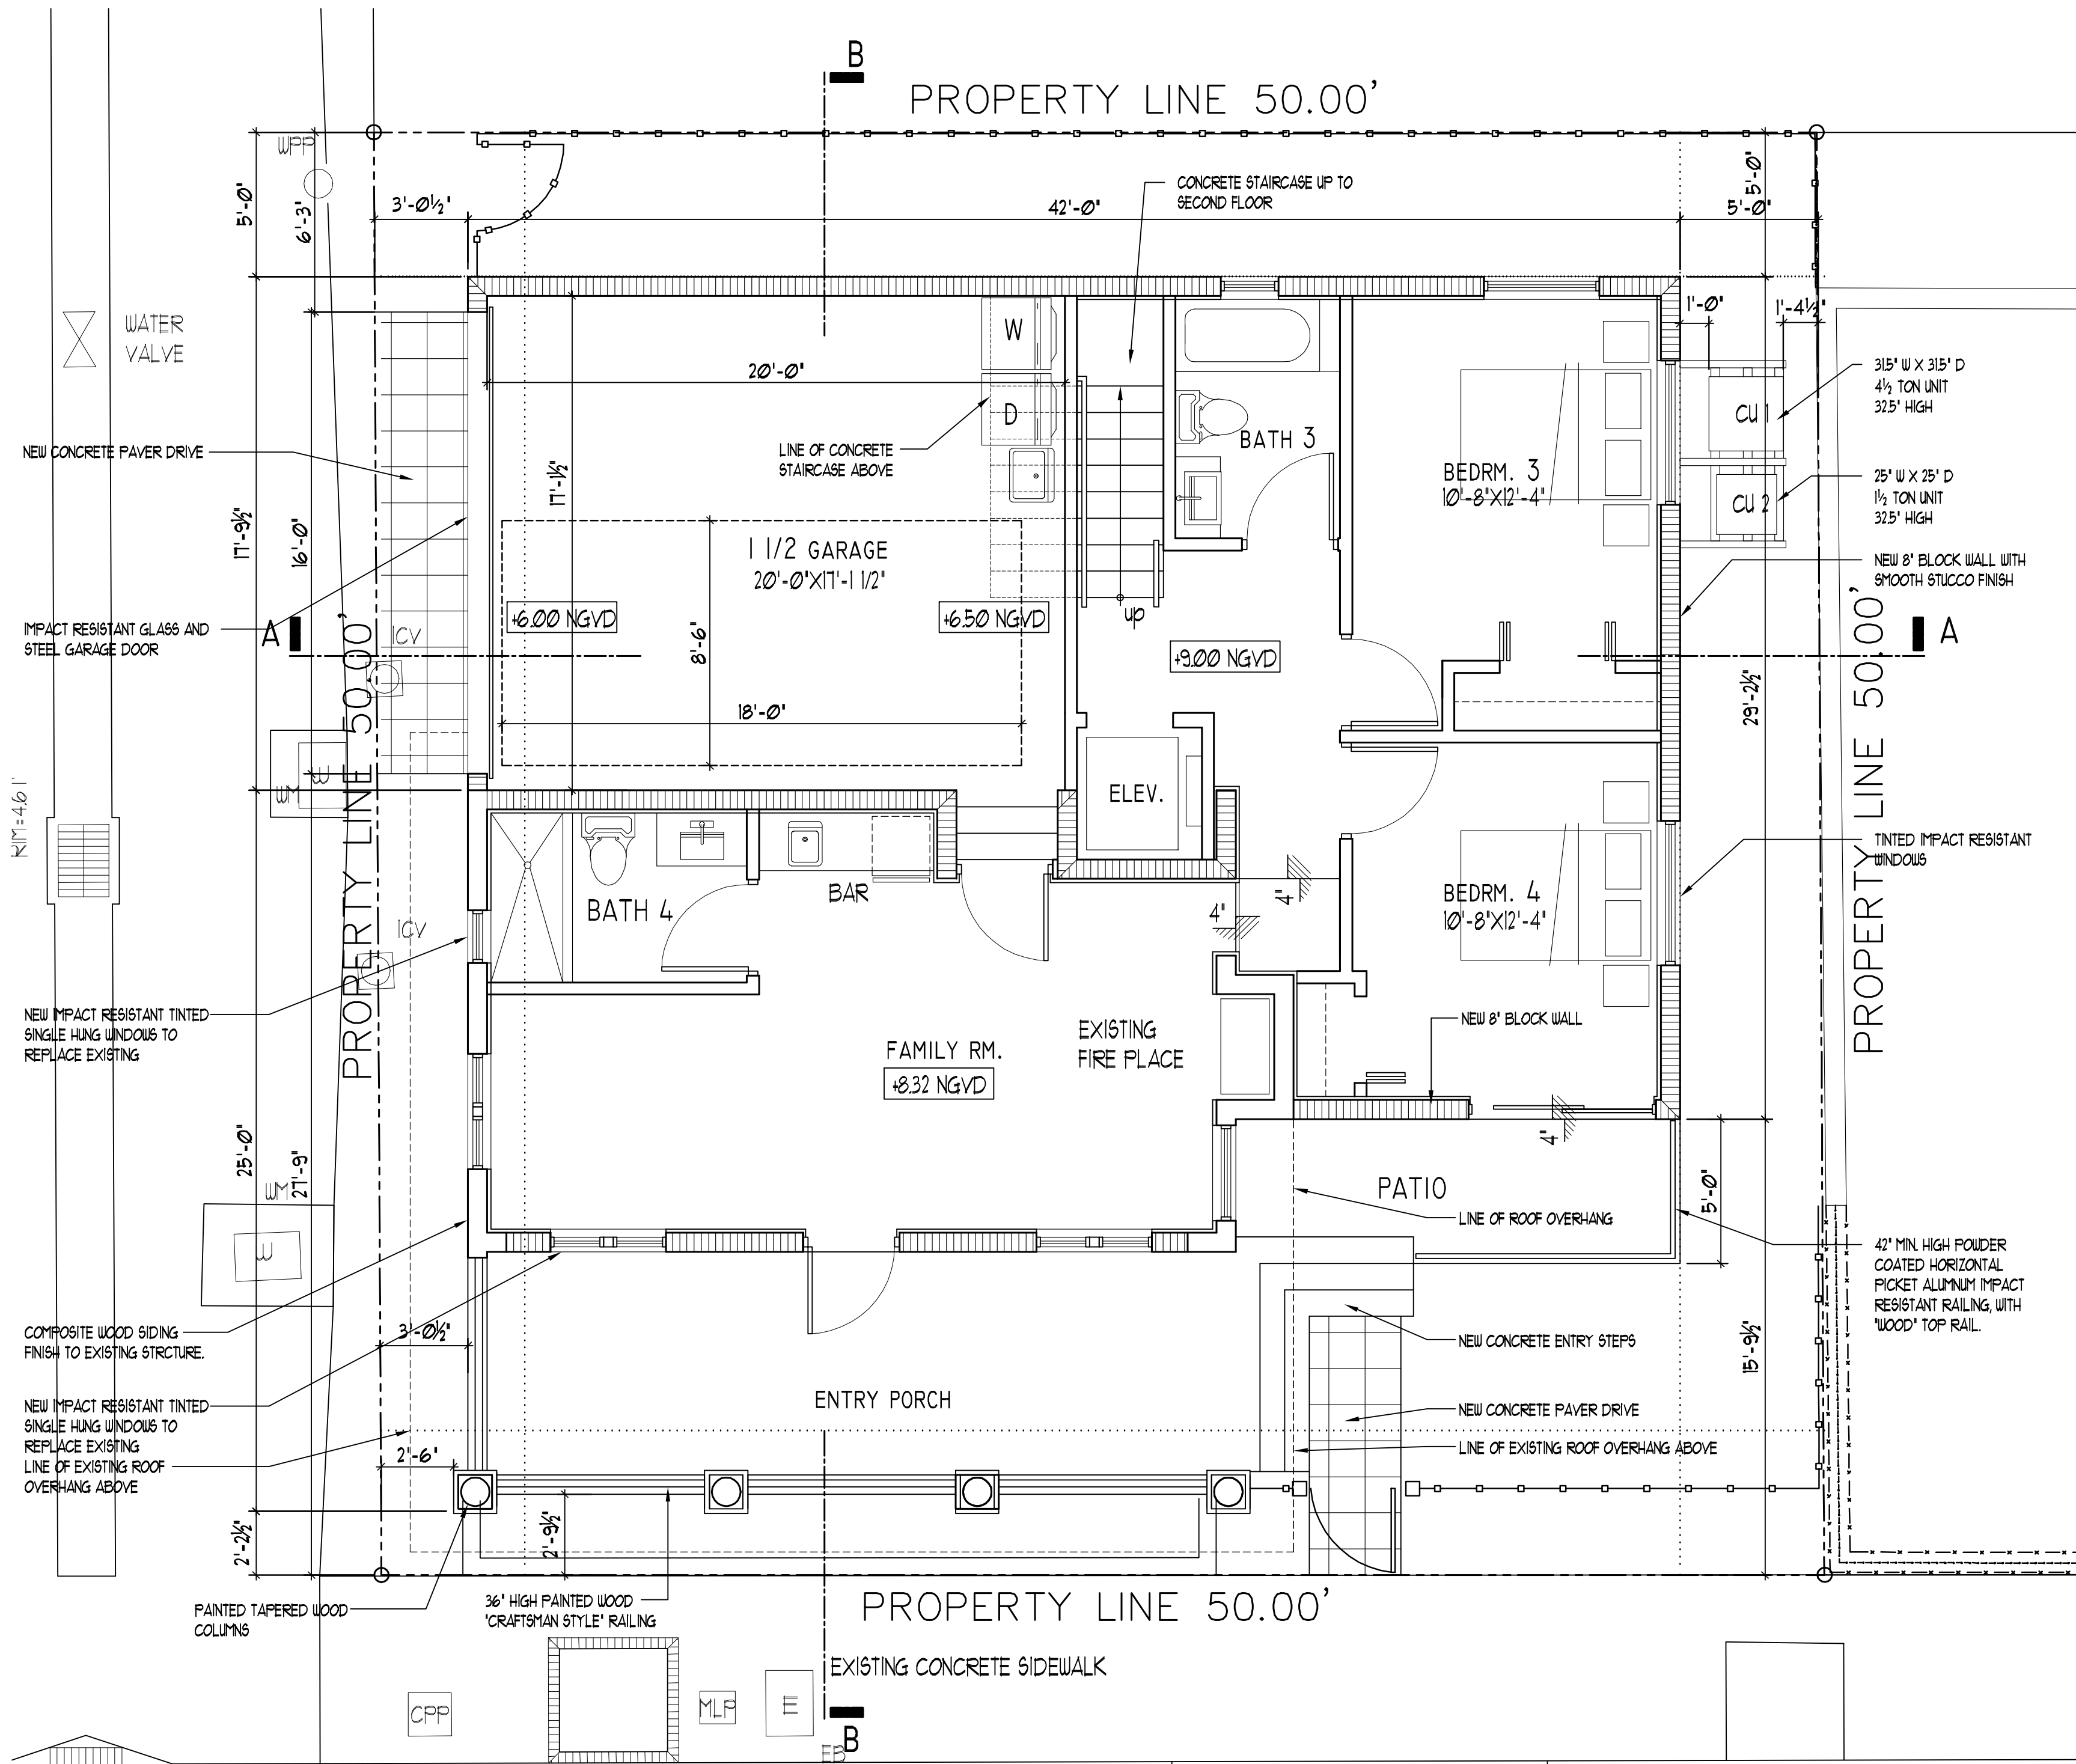 B
PROPERTY LINE 50.00'
WPP
5'-0"
6'-3"
3'-0½"
42'-0"
CONCRETE STAIRCASE UP TO
SECOND FLOOR
5'-0"
5'-0"
1'-0"
1'-4½"
WATER
VALVE
W
D
20'-0"
17'-1½"
LINE OF CONCRETE
STAIRCASE ABOVE
BATH 3
BEDRM. 3
10'-8"X12'-4"
CU 1
CU 2
31.5" W X 31.5" D
4½ TON UNIT
32.5" HIGH
25" W X 25" D
1½ TON UNIT
32.5" HIGH
NEW CONCRETE PAVER DRIVE
17'-9½"
16'-0"
1 1/2 GARAGE
20'-0"X17'-1 1/2"
+6.00 NGVD
+6.50 NGVD
8'-6"
18'-0"
up
+9.00 NGVD
NEW 8" BLOCK WALL WITH
SMOOTH STUCCO FINISH
IMPACT RESISTANT GLASS AND
STEEL GARAGE DOOR
A
ICV
A
PROPERTY LINE 50.00'
29'-2½"
PROPERTY LINE 50.00'
WM
W
RIM=4.61'
ELEV.
BATH 4
BAR
4"
4"
BEDRM. 4
10'-8"X12'-4"
TINTED IMPACT RESISTANT
WINDOWS
ICV
NEW IMPACT RESISTANT TINTED
SINGLE HUNG WINDOWS TO
REPLACE EXISTING
FAMILY RM.
+8.32 NGVD
EXISTING
FIRE PLACE
NEW 8" BLOCK WALL
4"
25'-0"
27'-9"
WM
W
PATIO
5'-0"
LINE OF ROOF OVERHANG
42" MIN. HIGH POWDER
COATED HORIZONTAL
PICKET ALUMNUM IMPACT
RESISTANT RAILING, WITH
"WOOD" TOP RAIL.
COMPOSITE WOOD SIDING
FINISH TO EXISTING STRCTURE.
3'-0½"
NEW CONCRETE ENTRY STEPS
15'-9½"
ENTRY PORCH
NEW CONCRETE PAVER DRIVE
LINE OF EXISTING ROOF OVERHANG ABOVE
NEW IMPACT RESISTANT TINTED
SINGLE HUNG WINDOWS TO
REPLACE EXISTING
LINE OF EXISTING ROOF
OVERHANG ABOVE
2'-6"
2'-2½"
2'-9½"
PAINTED TAPERED WOOD
COLUMNS
36" HIGH PAINTED WOOD
"CRAFTSMAN STYLE" RAILING
PROPERTY LINE 50.00'
EXISTING CONCRETE SIDEWALK
CPP
MLP
E
B
EB